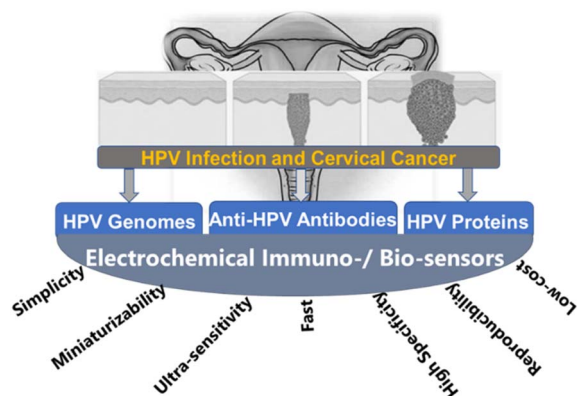 HPV Infection and Cervical Cancer
HPV Genomes
Anti-HPV Antibodies
HPV Proteins
Electrochemical Immuno-/ Bio-sensors
Simplicity
Miniaturizability
Ultra-sensitivity
Fast
High Specificity
Reproducibility
Low-cost